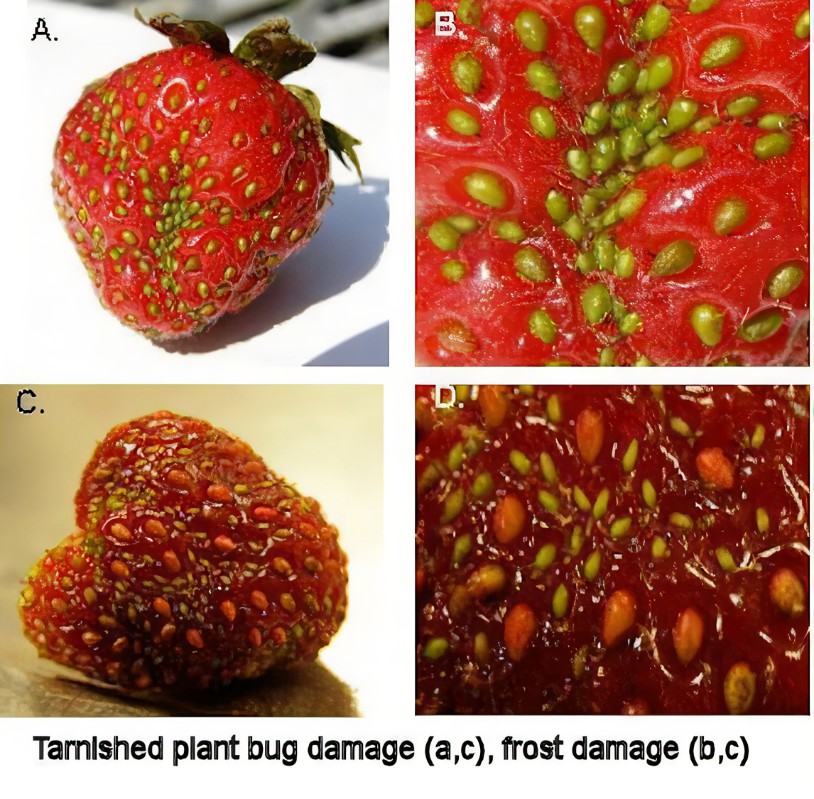 A.
B.
C.
D.
Tarnished plant bug damage (a,c), frost damage (b,c)